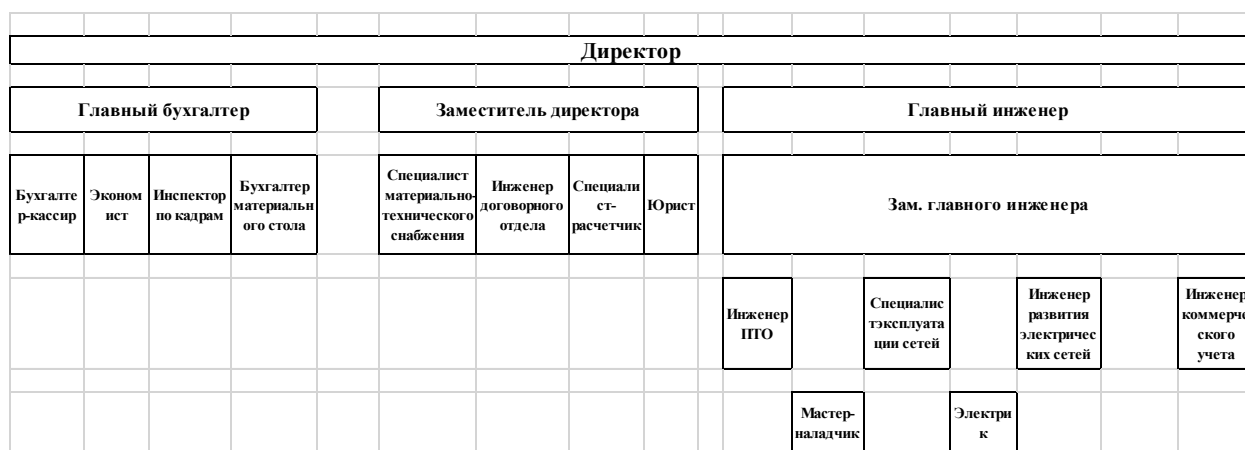 Директор
Главный бухгалтер
Заместитель директора
Главный инженер
Бухгалте
р-кассир
Эконом
ист
Инспектор
по кадрам
Бухгалтер
материальн
ого стола
Специалист
материально-
технического
снабжения
Инженер
договорного
отдела
Специали
ст-
расчетчик
Юрист
Зам. главного инженера
Инженер
ПТО
Специалис
тэксплуата
ции сетей
Инженер
развития
электричес
ких сетей
Инженер
коммерче
ского
учета
Мастер-
наладчик
Электри
к